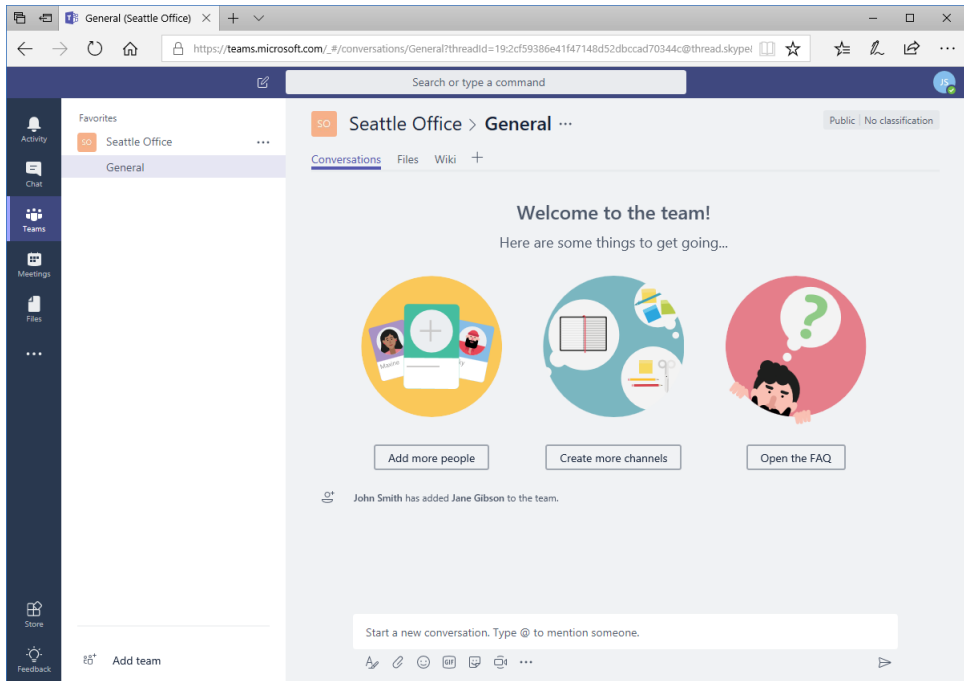 General (Seattle Office)
https://teams.microsoft.com/_#/conversations/General?threadId=19:2cf59386e41f47148d52dbccad70344c@thread.skype&
Search or type a command
JS
Activity
Chat
Teams
Meetings
Files
Store
Feedback
Favorites
SO Seattle Office
General
Add team
SO Seattle Office > General
Public No classification
Conversations Files Wiki
Welcome to the team!
Here are some things to get going...
Maxine
Add more people
Create more channels
?
Open the FAQ
John Smith has added Jane Gibson to the team.
Start a new conversation. Type @ to mention someone.
GIF